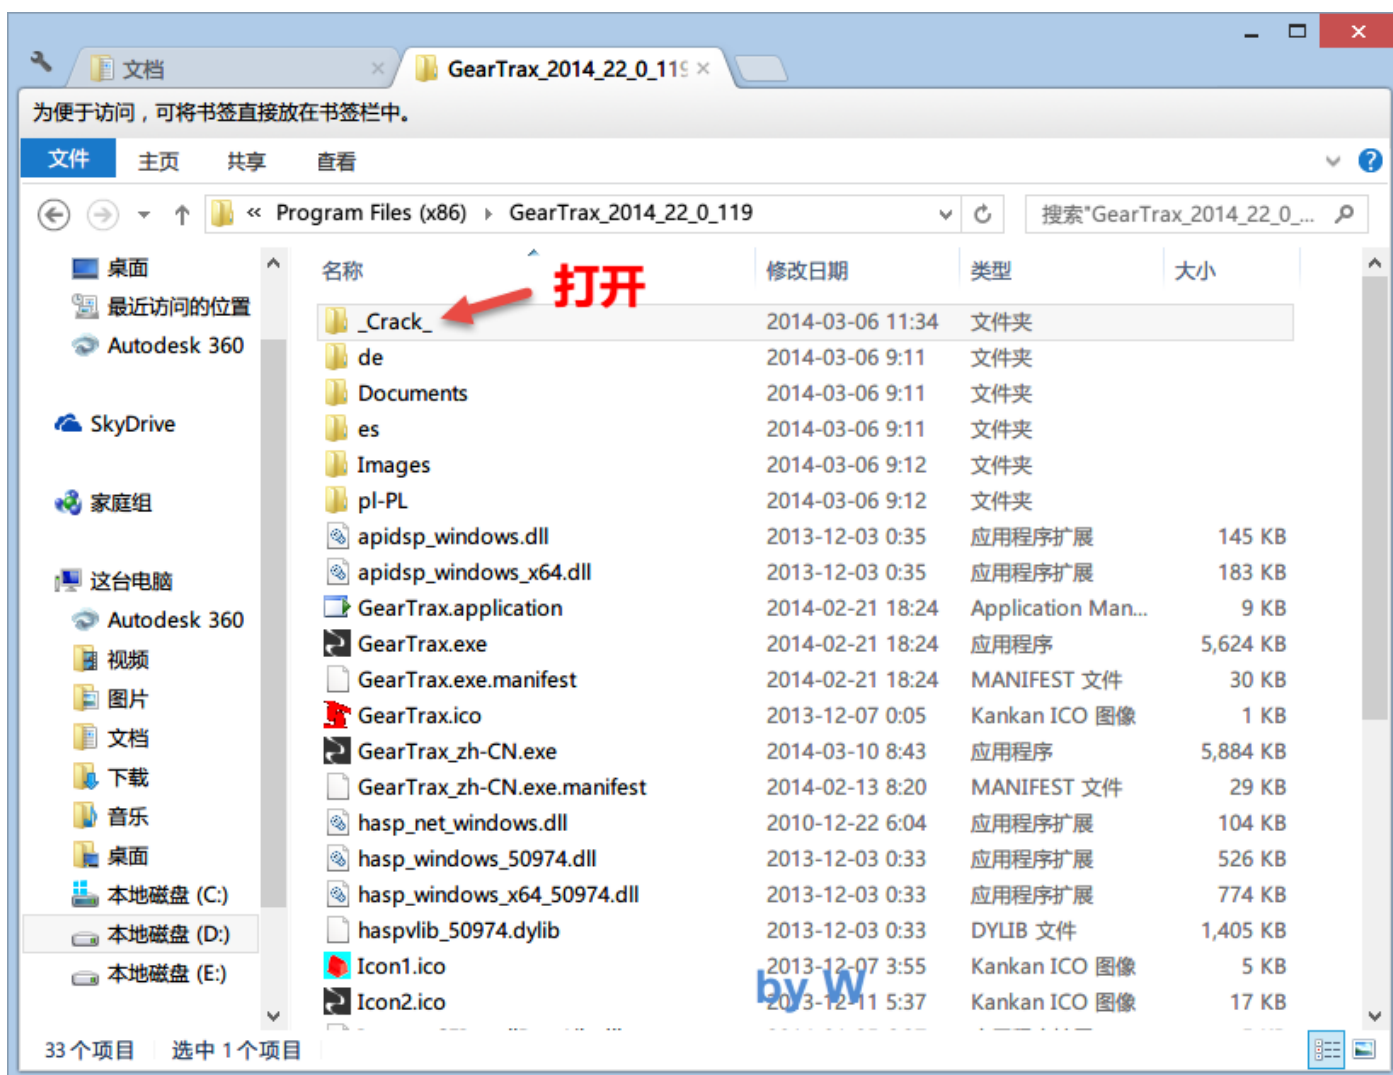 文档
GearTrax_2014_22_0_119
为便于访问，可将书签直接放在书签栏中。
文件 主页 共享 查看
« Program Files (x86) GearTrax_2014_22_0_119 搜索"GearTrax_2014_22_0_...
桌面
最近访问的位置
Autodesk 360
SkyDrive
家庭组
这台电脑
Autodesk 360
视频
图片
文档
下载
音乐
桌面
本地磁盘 (C:)
本地磁盘 (D:)
本地磁盘 (E:)
名称 修改日期 类型 大小
打开
_Crack_ 2014-03-06 11:34 文件夹
de 2014-03-06 9:11 文件夹
Documents 2014-03-06 9:11 文件夹
es 2014-03-06 9:11 文件夹
Images 2014-03-06 9:12 文件夹
pl-PL 2014-03-06 9:12 文件夹
apidsp_windows.dll 2013-12-03 0:35 应用程序扩展 145 KB
apidsp_windows_x64.dll 2013-12-03 0:35 应用程序扩展 183 KB
GearTrax.application 2014-02-21 18:24 Application Man... 9 KB
GearTrax.exe 2014-02-21 18:24 应用程序 5,624 KB
GearTrax.exe.manifest 2014-02-21 18:24 MANIFEST 文件 30 KB
GearTrax.ico 2013-12-07 0:05 Kankan ICO 图像 1 KB
GearTrax_zh-CN.exe 2014-03-10 8:43 应用程序 5,884 KB
GearTrax_zh-CN.exe.manifest 2014-02-13 8:20 MANIFEST 文件 29 KB
hasp_net_windows.dll 2010-12-22 6:04 应用程序扩展 104 KB
hasp_windows_50974.dll 2013-12-03 0:33 应用程序扩展 526 KB
hasp_windows_x64_50974.dll 2013-12-03 0:33 应用程序扩展 774 KB
haspvlib_50974.dylib 2013-12-03 0:33 DYLIB 文件 1,405 KB
Icon1.ico 2013-12-07 3:55 Kankan ICO 图像 5 KB
Icon2.ico 2013-12-11 5:37 Kankan ICO 图像 17 KB
by W
33 个项目 选中 1 个项目